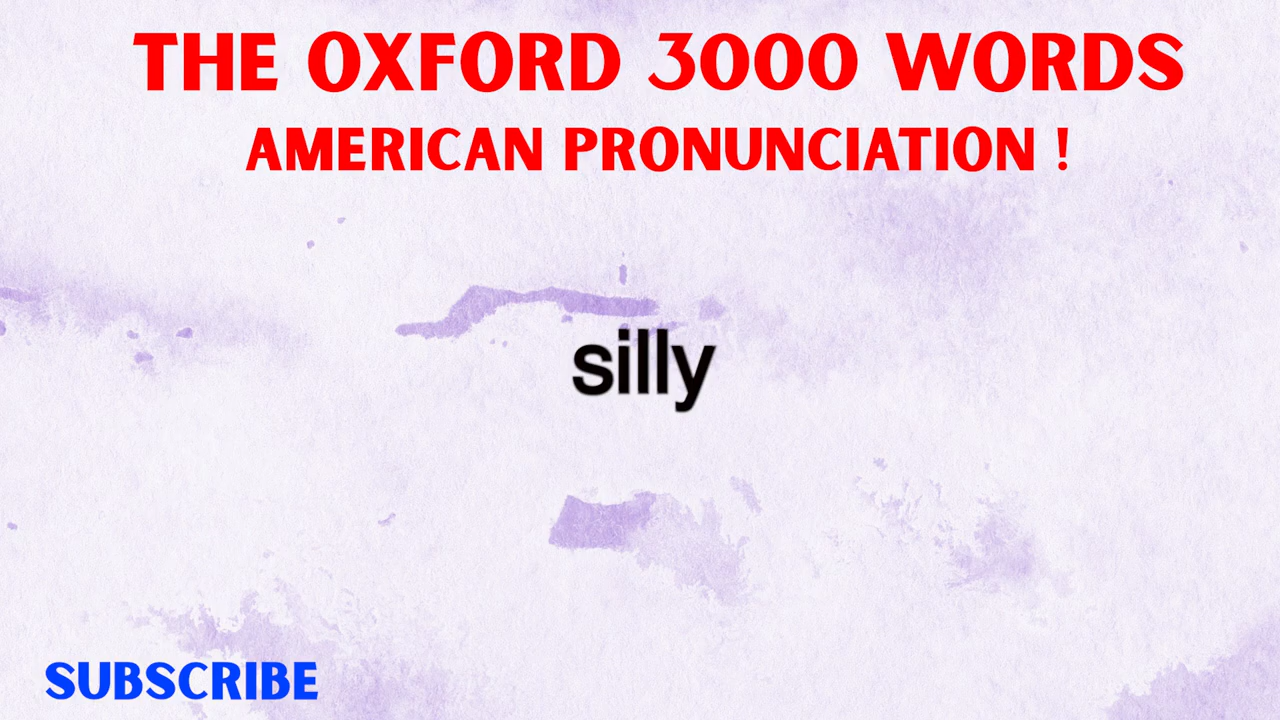 THE OXFORD 3000 WORDS
AMERICAN PRONUNCIATION !
silly
SUBSCRIBE